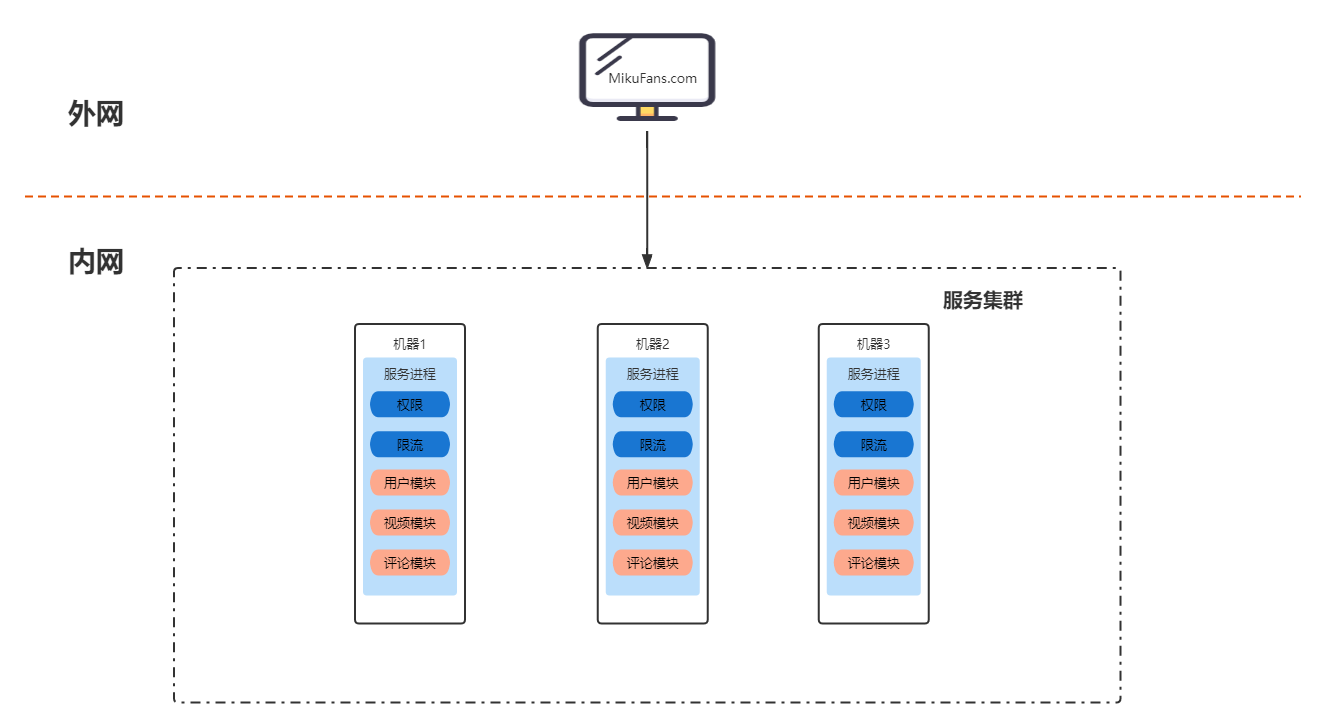 MikuFans.com
外网
内网
服务集群
机器1
服务进程
权限
限流
用户模块
视频模块
评论模块
机器2
服务进程
权限
限流
用户模块
视频模块
评论模块
机器3
服务进程
权限
限流
用户模块
视频模块
评论模块